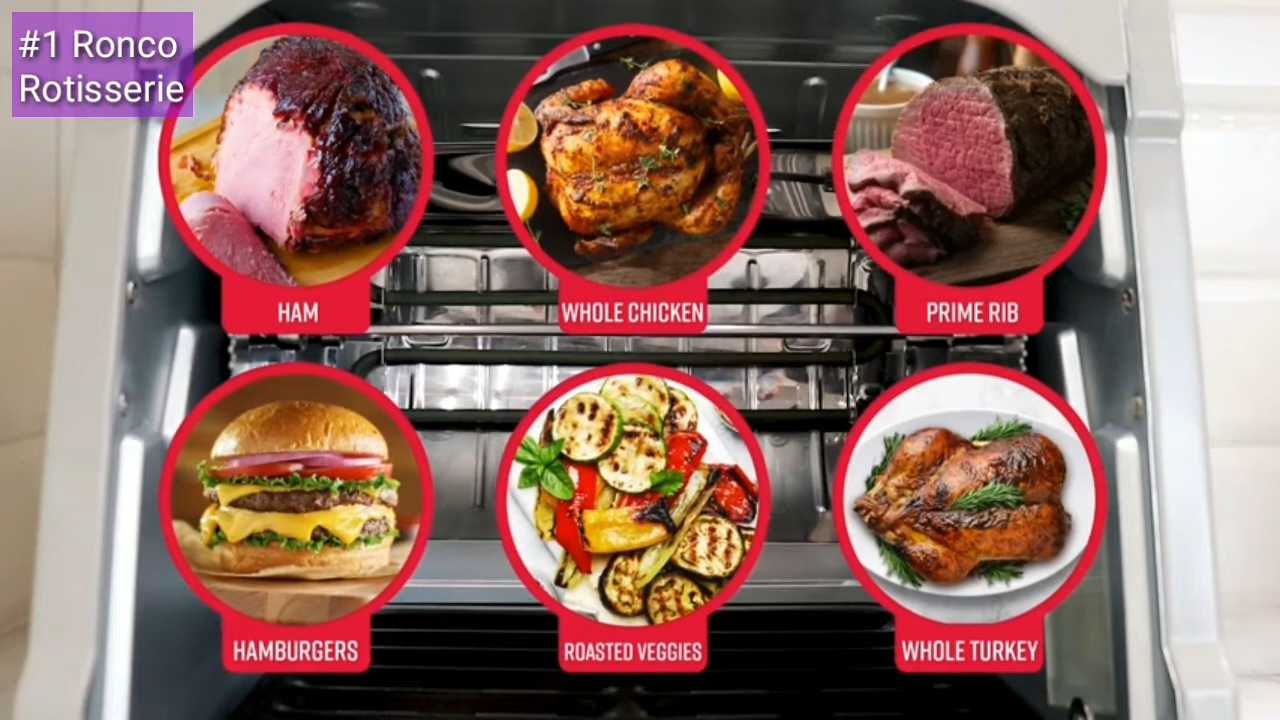 #1 Ronco
Rotisserie
HAM
WHOLE CHICKEN
PRIME RIB
HAMBURGERS
ROASTED VEGGIES
WHOLE TURKEY